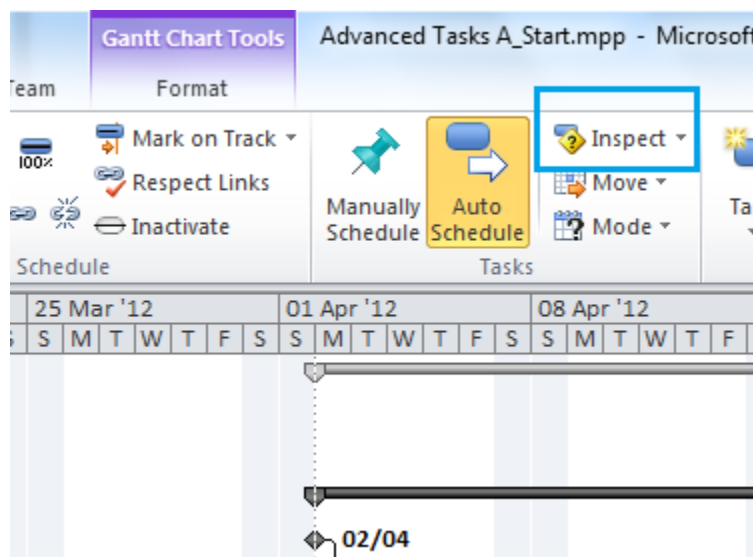 Gantt Chart Tools
Advanced Tasks A_Start.mpp - Microsoft
Team
Format
100%
Mark on Track
Respect Links
Inactivate
Manually Schedule
Auto Schedule
Inspect
Move
Mode
Schedule
Tasks
25 Mar '12 01 Apr '12 08 Apr '12
S M T W T F S S M T W T F S S M T W T F
02/04